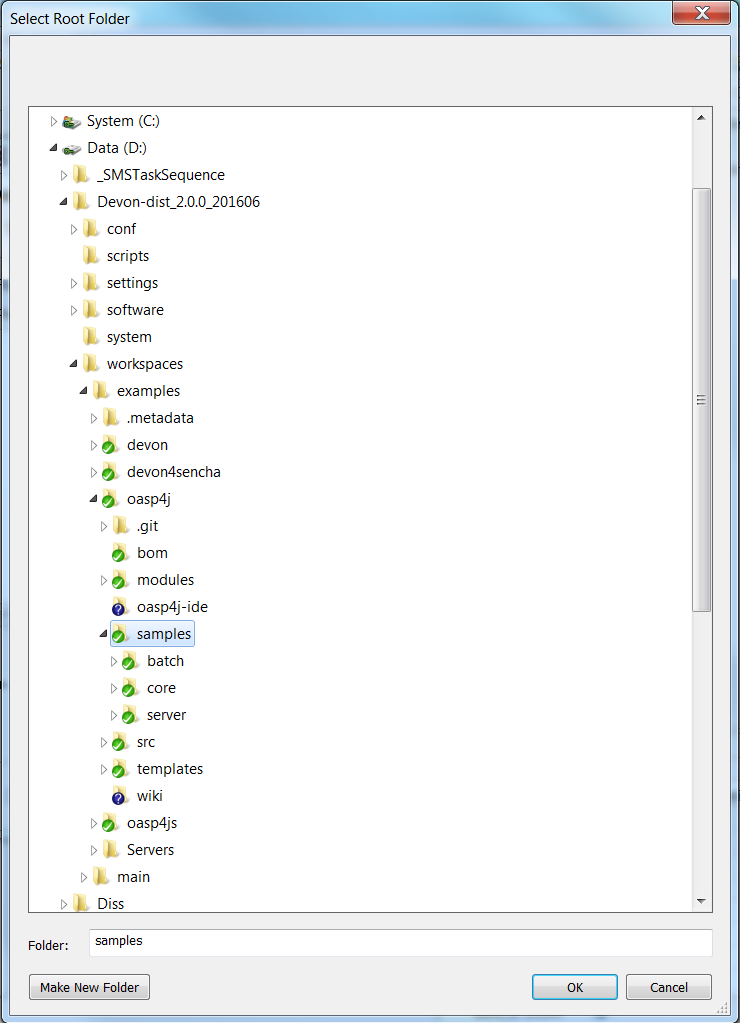 Select Root Folder
System (C:)
Data (D:)
_SMSTaskSequence
Devon-dist_2.0.0_201606
conf
scripts
settings
software
system
workspaces
examples
.metadata
devon
devon4sencha
oasp4j
.git
bom
modules
oasp4j-ide
samples
batch
core
server
src
templates
wiki
oasp4js
Servers
main
Diss
Folder: samples
Make New Folder OK Cancel